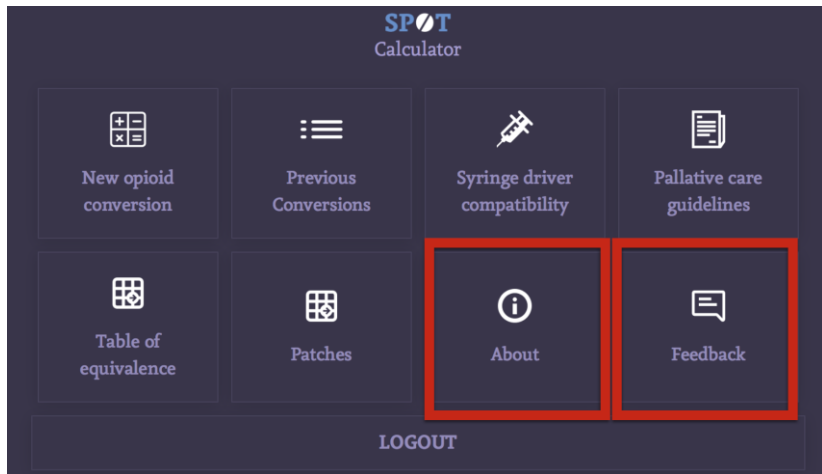 SPOT
Calculator
New opioid
conversion
Previous
Conversions
Syringe driver
compatibility
Pallative care
guidelines
Table of
equivalence
Patches
About
Feedback
LOGOUT